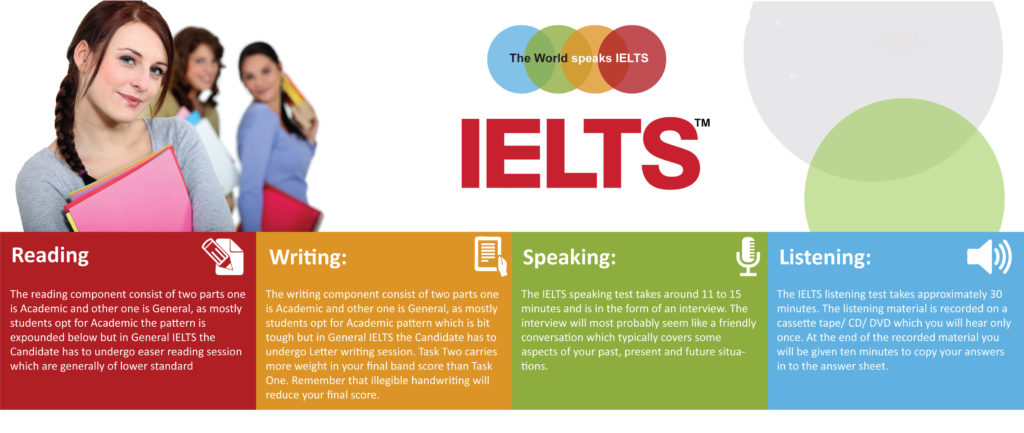 The World speaks IELTS
IELTS™
Reading
The reading component consist of two parts one
is Academic and other one is General, as mostly
students opt for Academic the pattern is
expounded below but in General IELTS the
Candidate has to undergo easer reading session
which are generally of lower standard
Writing:
The writing component consist of two parts one
is Academic and other one is General, as mostly
students opt for Academic pattern which is bit
tough but in General IELTS the Candidate has to
undergo Letter writing session. Task Two carries
more weight in your final band score than Task
One. Remember that illegible handwriting will
reduce your final score.
Speaking:
The IELTS speaking test takes around 11 to 15
minutes and is in the form of an interview. The
interview will most probably seem like a friendly
conversation which typically covers some
aspects of your past, present and future situa-
tions.
Listening:
The IELTS listening test takes approximately 30
minutes. The listening material is recorded on a
cassette tape/ CD/ DVD which you will hear only
once. At the end of the recorded material you
will be given ten minutes to copy your answers
in to the answer sheet.